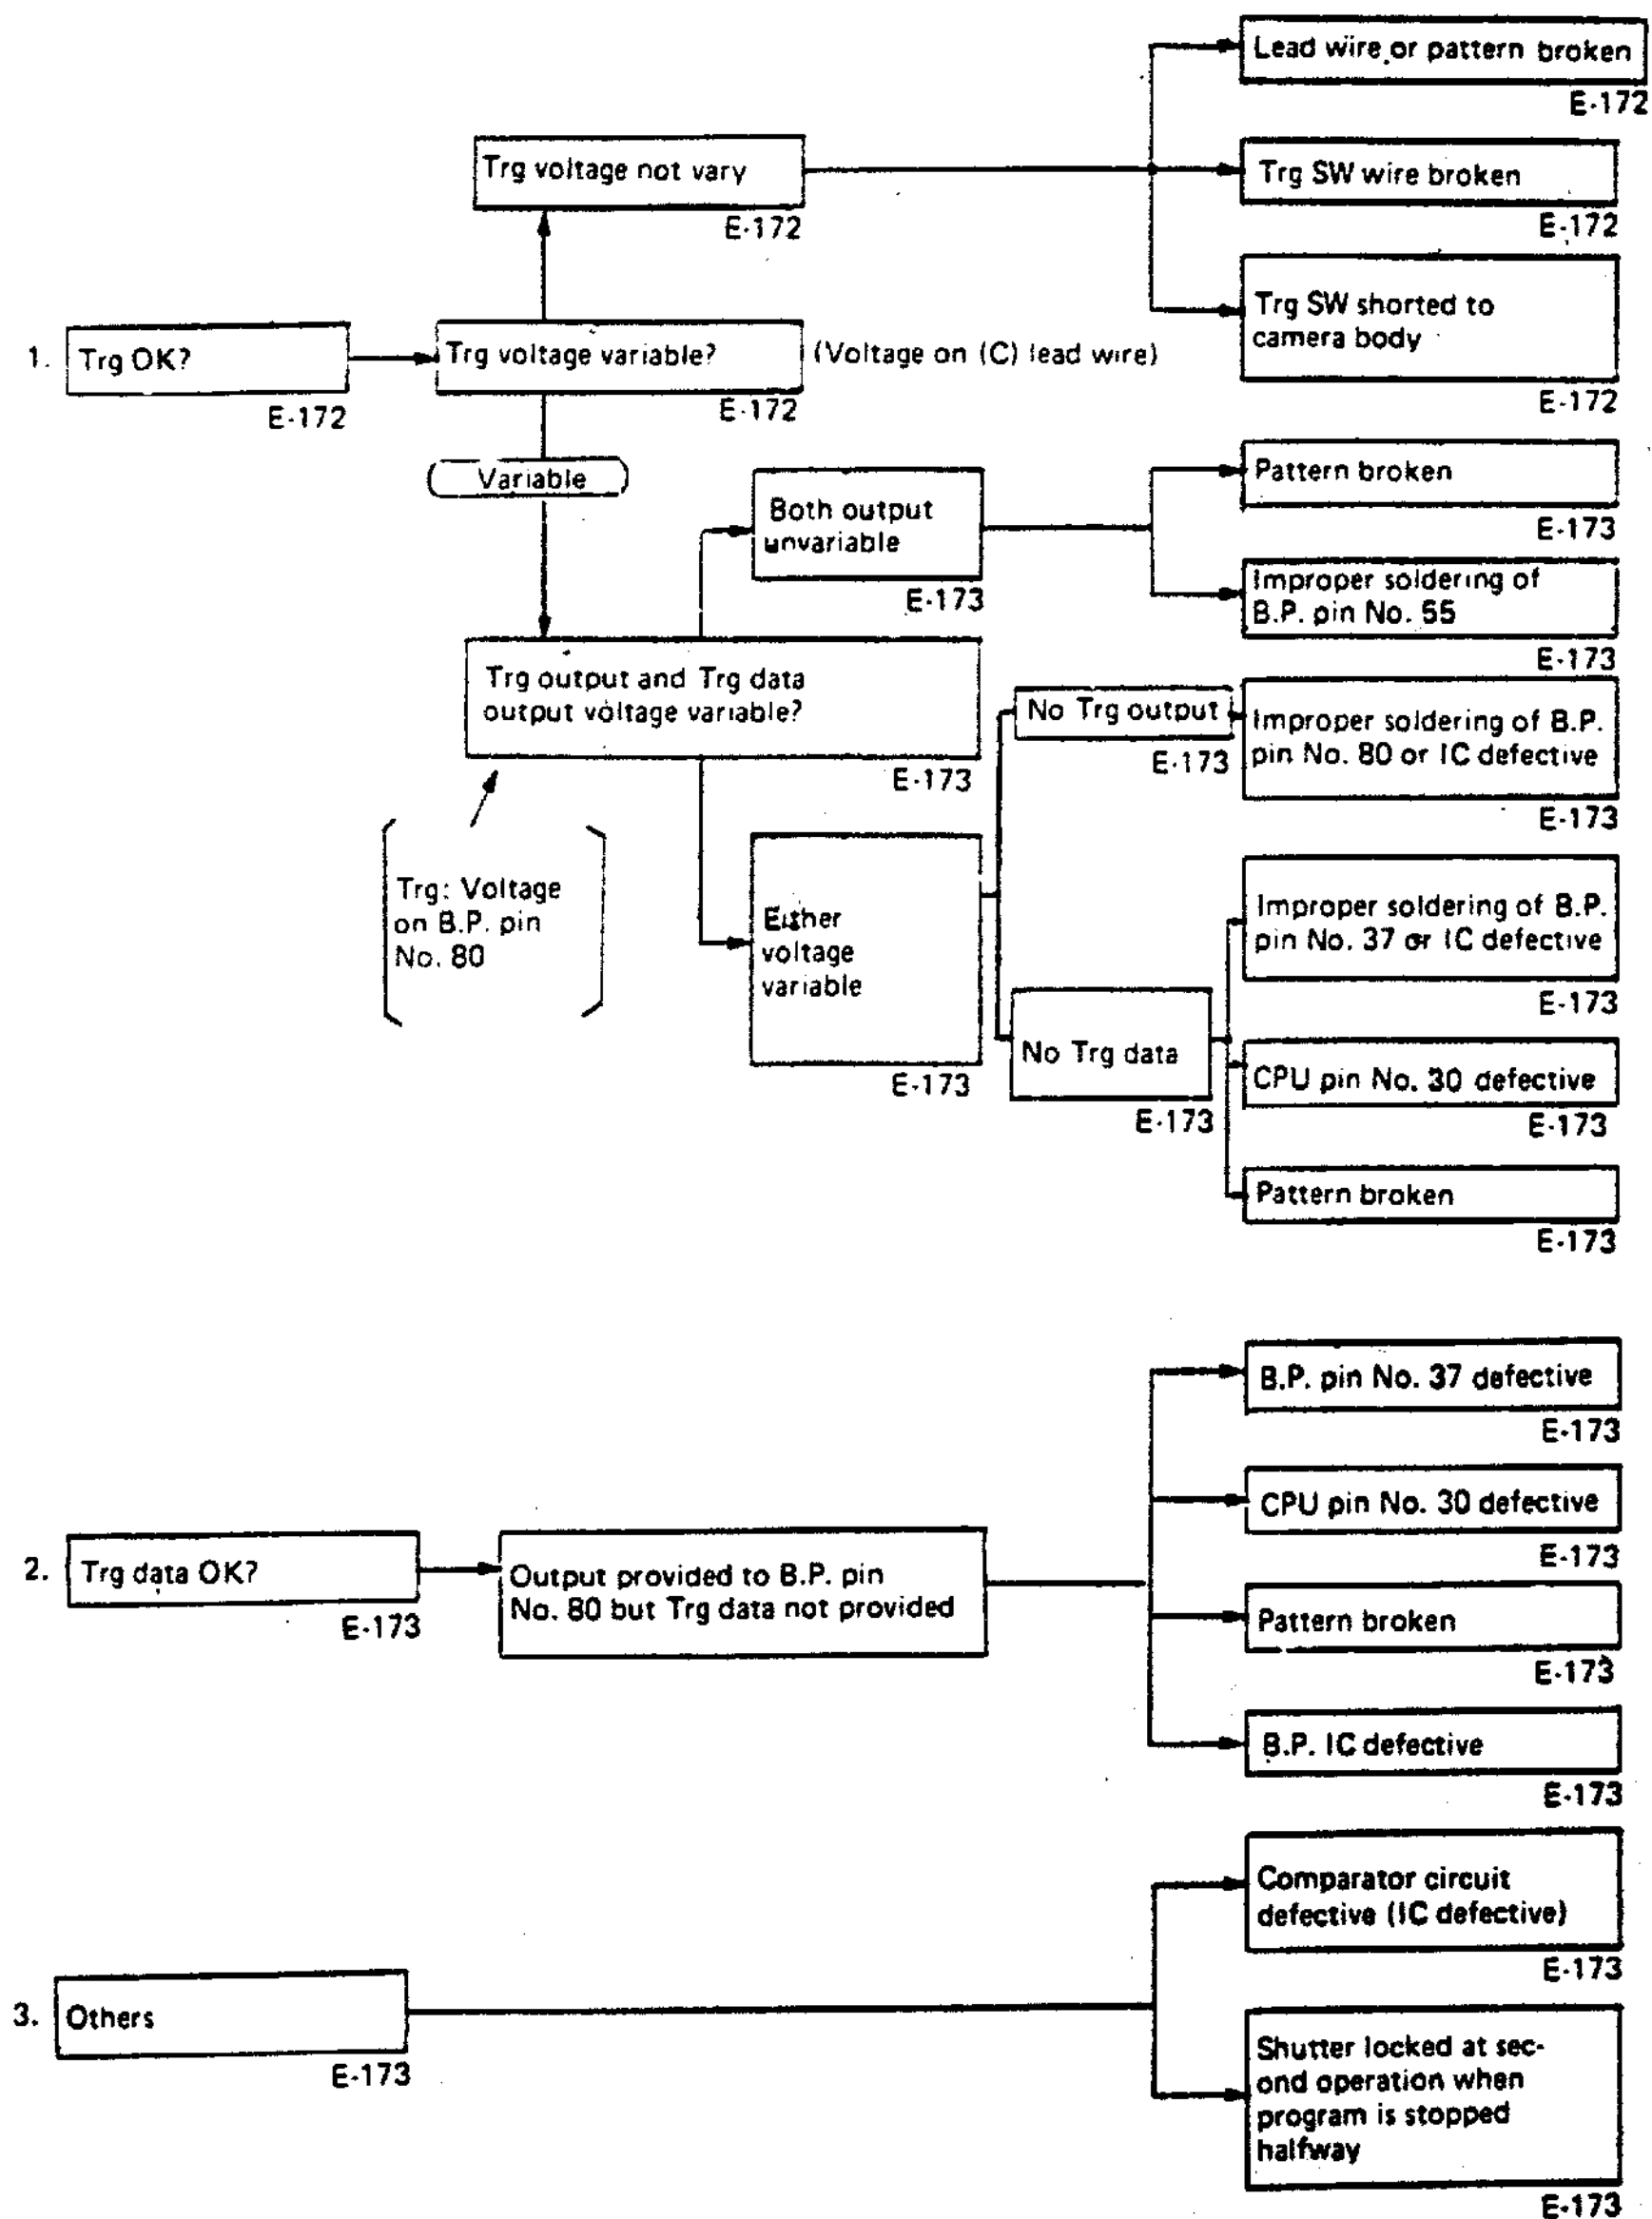 Lead wire or pattern broken
E-172
Trg voltage not vary
E-172
Trg SW wire broken
E-172
Trg SW shorted to
camera body
E-172
1. Trg OK?
E-172
Trg voltage variable?
E-172
(Voltage on (C) lead wire)
Variable
Both output
unvariable
E-173
Pattern broken
E-173
Improper soldering of
B.P. pin No. 55
E-173
Trg output and Trg data
output voltage variable?
E-173
Trg: Voltage
on B.P. pin
No. 80
No Trg output
E-173
Improper soldering of B.P.
pin No. 80 or IC defective
E-173
Either
voltage
variable
E-173
No Trg data
E-173
Improper soldering of B.P.
pin No. 37 or IC defective
E-173
CPU pin No. 30 defective
E-173
Pattern broken
E-173
2. Trg data OK?
E-173
Output provided to B.P. pin
No. 80 but Trg data not provided
B.P. pin No. 37 defective
E-173
CPU pin No. 30 defective
E-173
Pattern broken
E-173
B.P. IC defective
E-173
3. Others
E-173
Comparator circuit
defective (IC defective)
E-173
Shutter locked at sec-
ond operation when
program is stopped
halfway
E-173